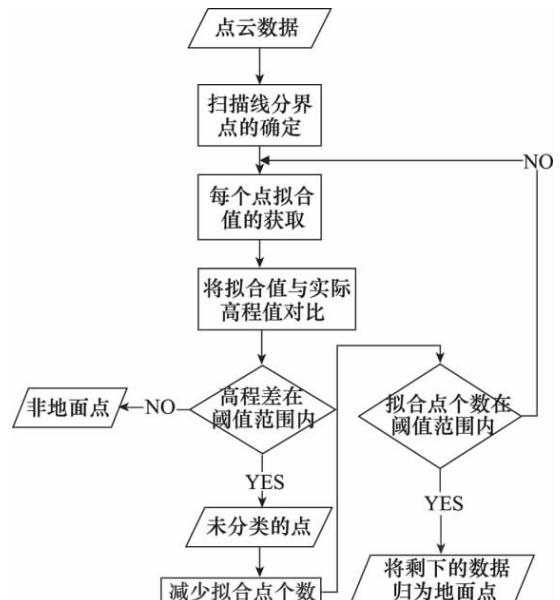 点云数据
扫描线分界
点的确定
NO
每个点拟合
值的获取
将拟合值与实际
高程值对比
高程差在
阈值范围内
NO
非地面点
YES
未分类的点
减少拟合点个数
拟合点个数在
阈值范围内
YES
将剩下的数据
归为地面点